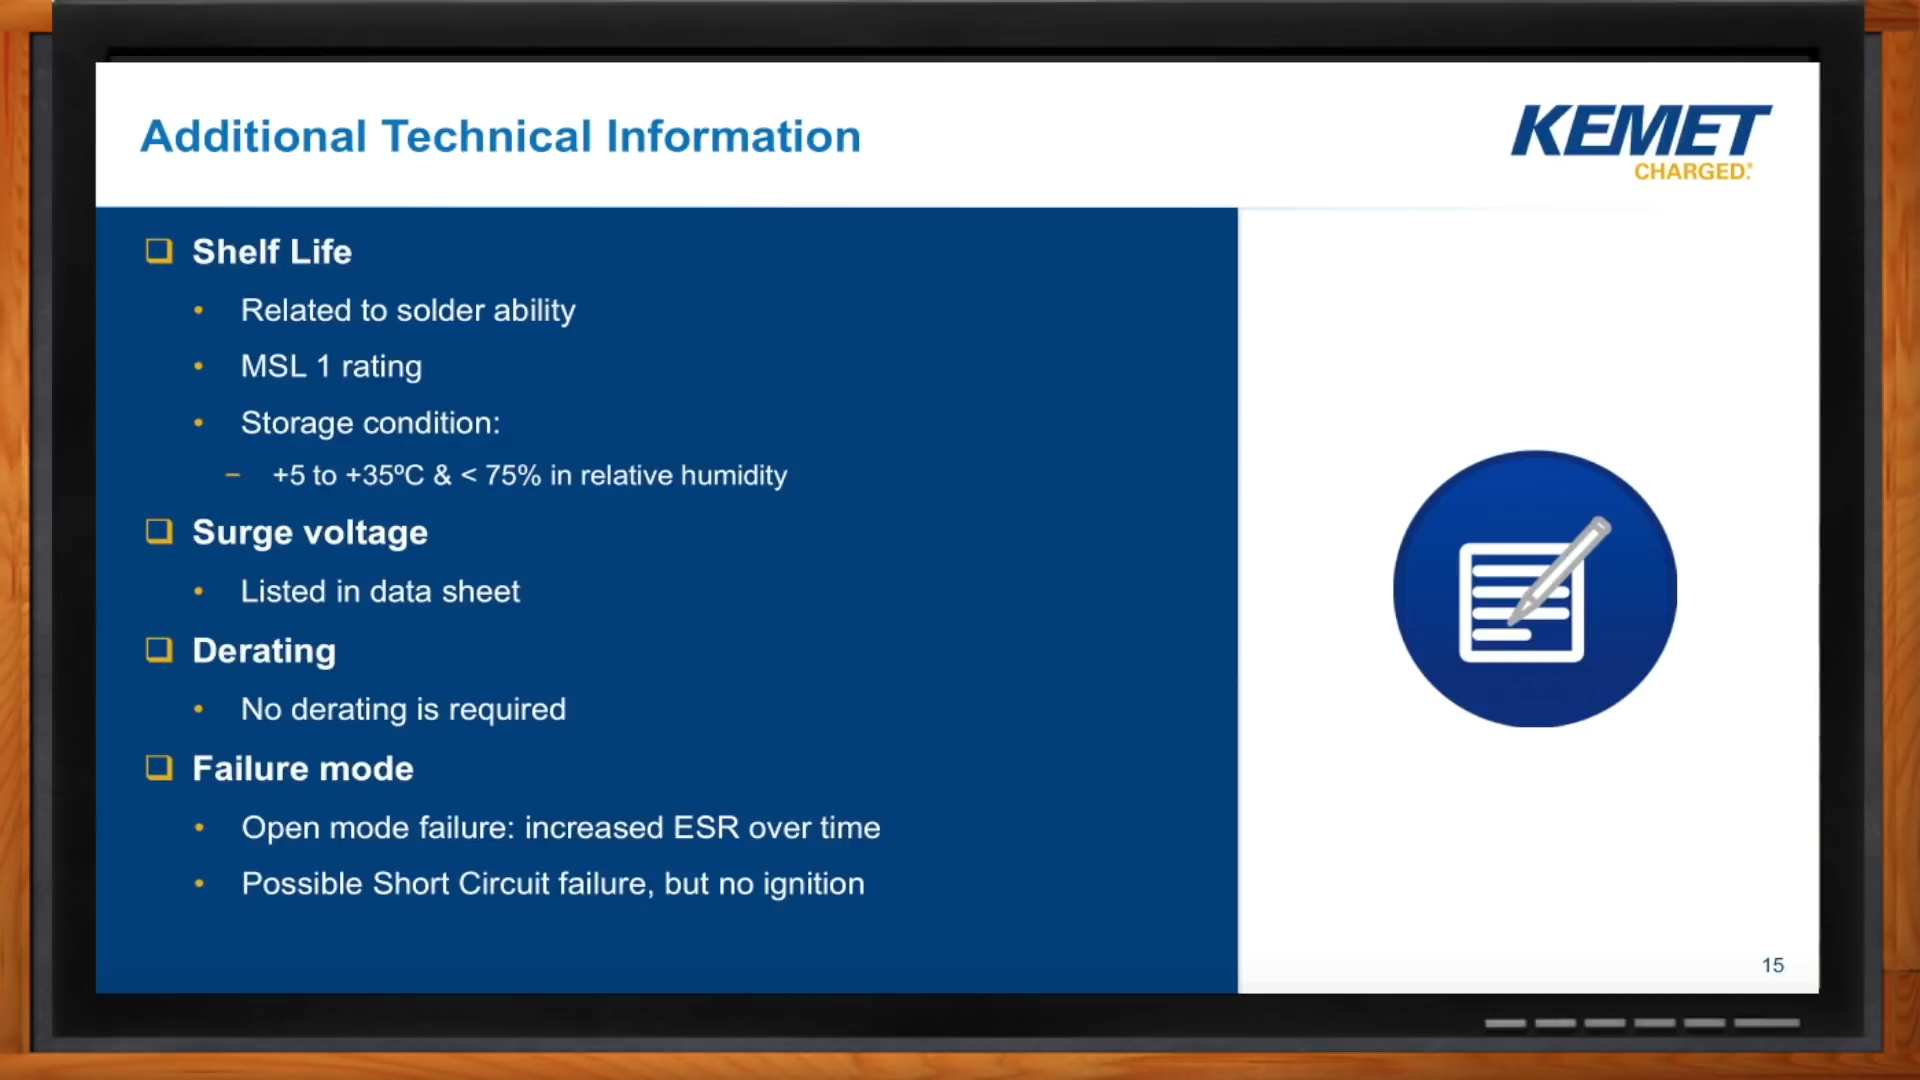 Additional Technical Information
KEMET
CHARGED.®
Shelf Life
• Related to solder ability
• MSL 1 rating
• Storage condition:
– +5 to +35ºC & < 75% in relative humidity
Surge voltage
• Listed in data sheet
Derating
• No derating is required
Failure mode
• Open mode failure: increased ESR over time
• Possible Short Circuit failure, but no ignition
15